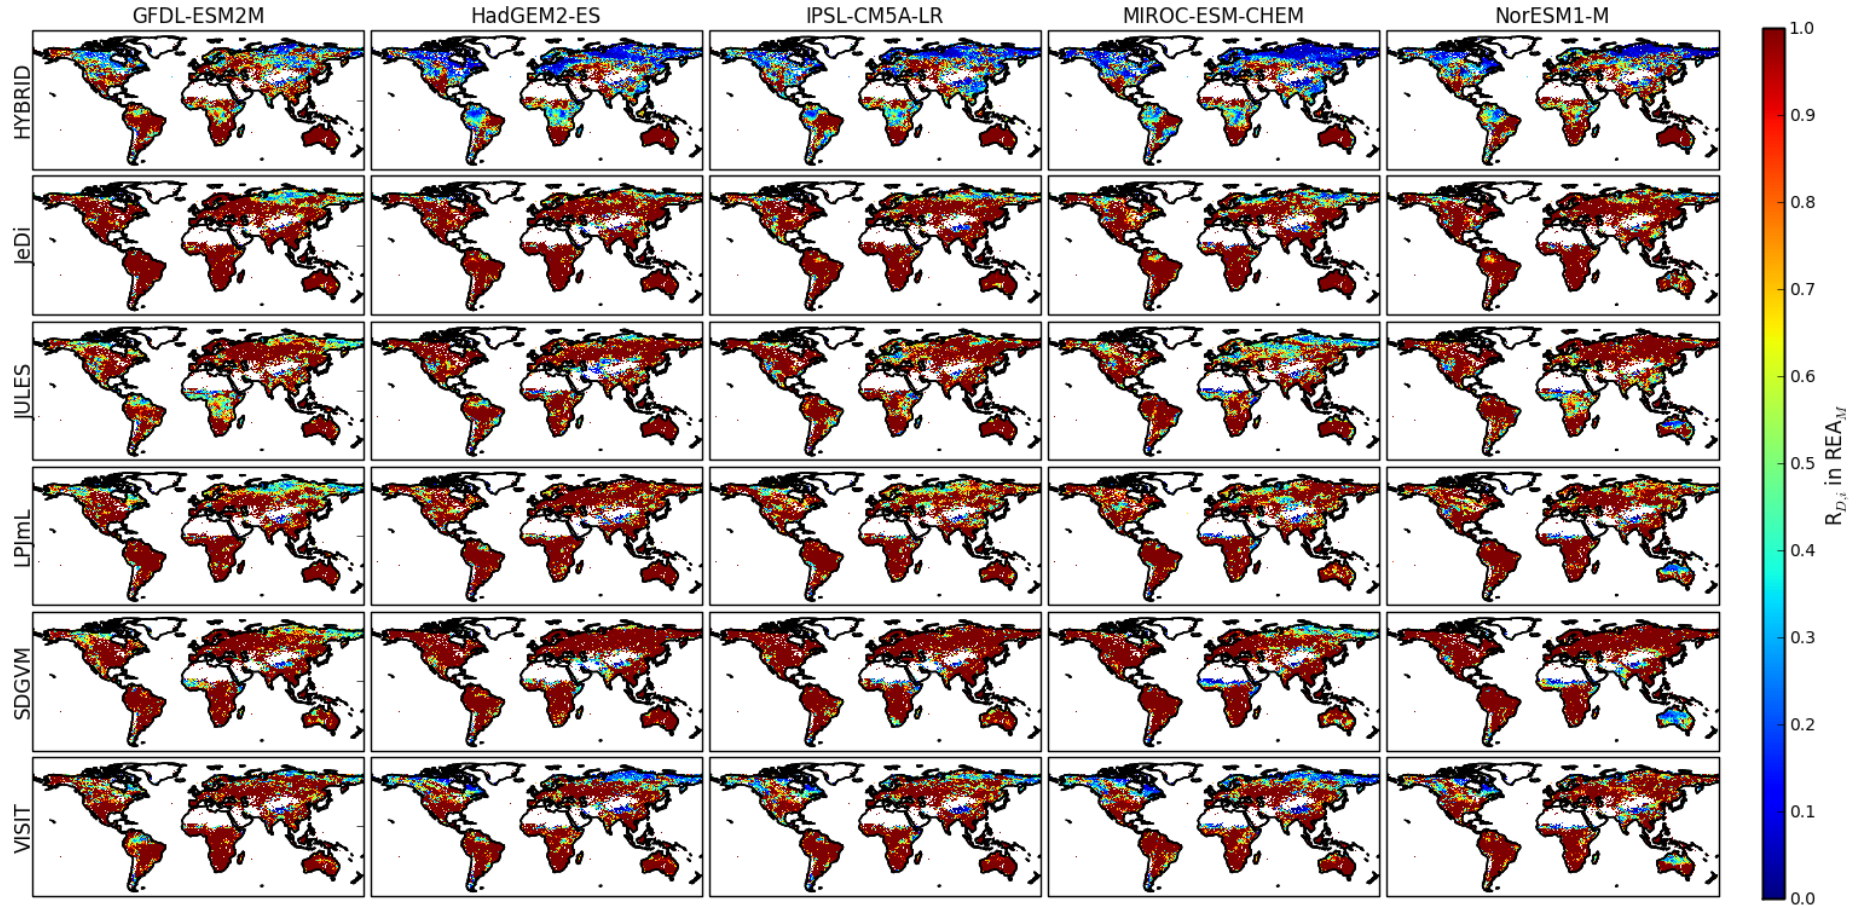 GFDL-ESM2M HadGEM2-ES IPSL-CM5A-LR MIROC-ESM-CHEM NorESM1-M
HYBRID
JeDi
JULES
LPJmL
SDGVM
VISIT
1.0
0.9
0.8
0.7
0.6
0.5
0.4
0.3
0.2
0.1
0.0
R_{D,i} in REA_M